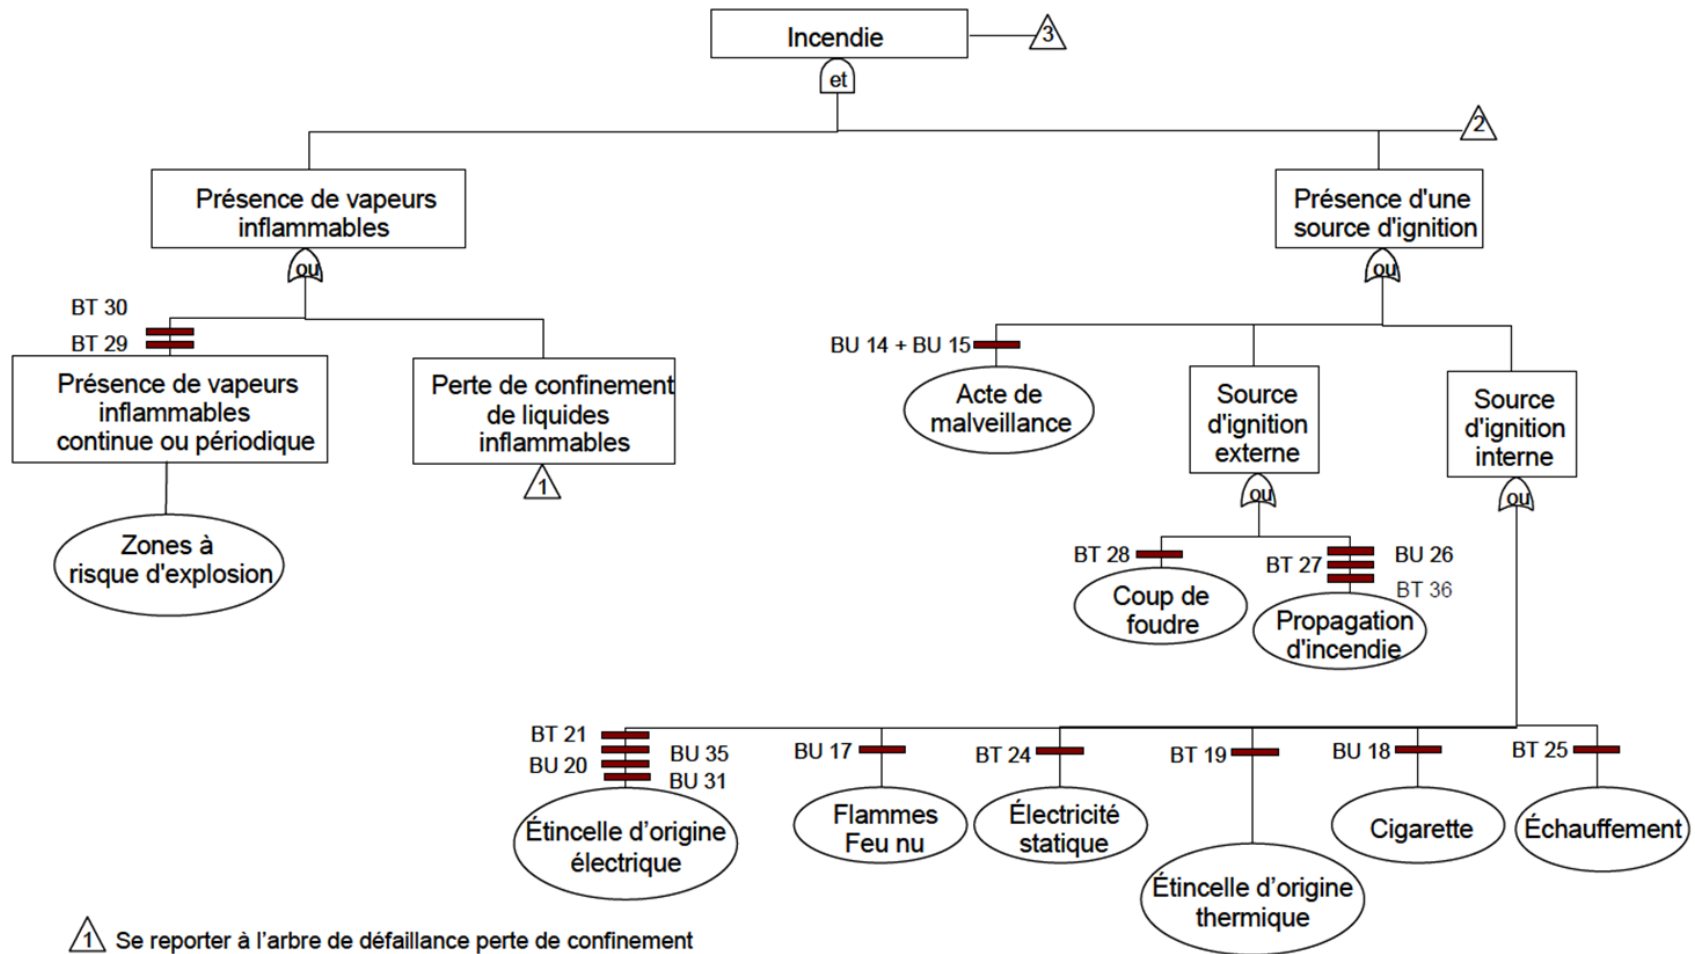 Incendie
3
et
2
Présence de vapeurs
inflammables
Présence d'une
source d'ignition
ou
ou
BT 30
BT 29
BU 14 + BU 15
Présence de vapeurs
inflammables
continue ou périodique
Perte de confinement
de liquides
inflammables
1
Acte de
malveillance
Source
d'ignition
externe
Source
d'ignition
interne
ou
ou
Zones à
risque d'explosion
BT 28
BT 27
BU 26
BT 36
Coup de
foudre
Propagation
d'incendie
BT 21
BU 35
BU 20
BU 31
BU 17
BT 24
BT 19
BU 18
BT 25
Étincelle d’origine
électrique
Flammes
Feu nu
Électricité
statique
Étincelle d’origine
thermique
Cigarette
Échauffement
1 Se reporter à l’arbre de défaillance perte de confinement